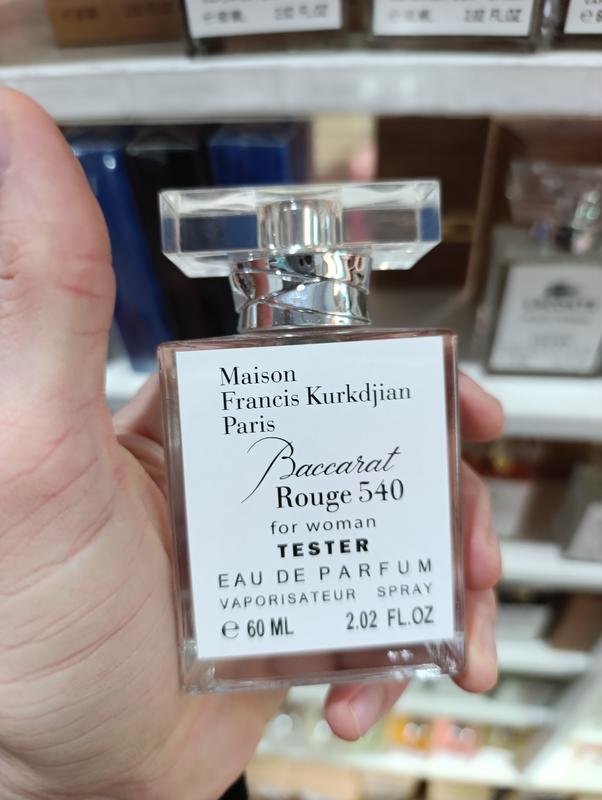 Maison
Francis Kurkdjian
Paris
Baccarat
Rouge 540
for woman
TESTER
EAU DE PARFUM
VAPORISATEUR SPRAY
℮ 60 ML 2.02 FL.OZ
LACOSTE